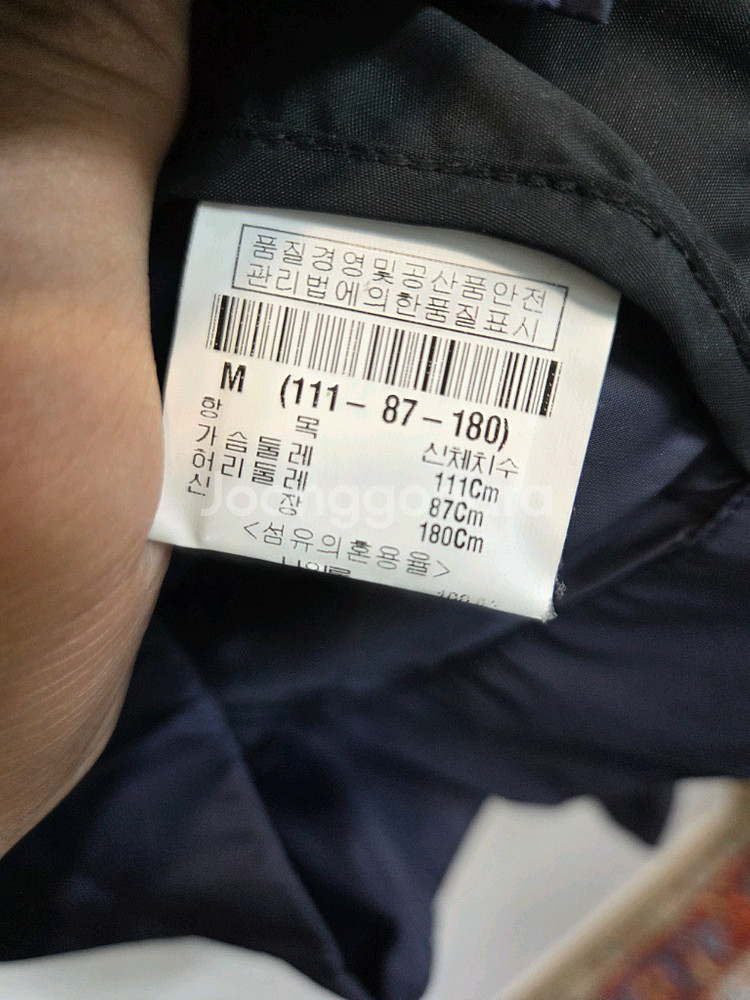 품질경영및공산품안전
관리법에의한품질표시
M (111-87-180)
항 목 신체치수
가슴둘레 111Cm
허리둘레 87Cm
신 장 180Cm
<섬유의혼용율>
Joonggonara